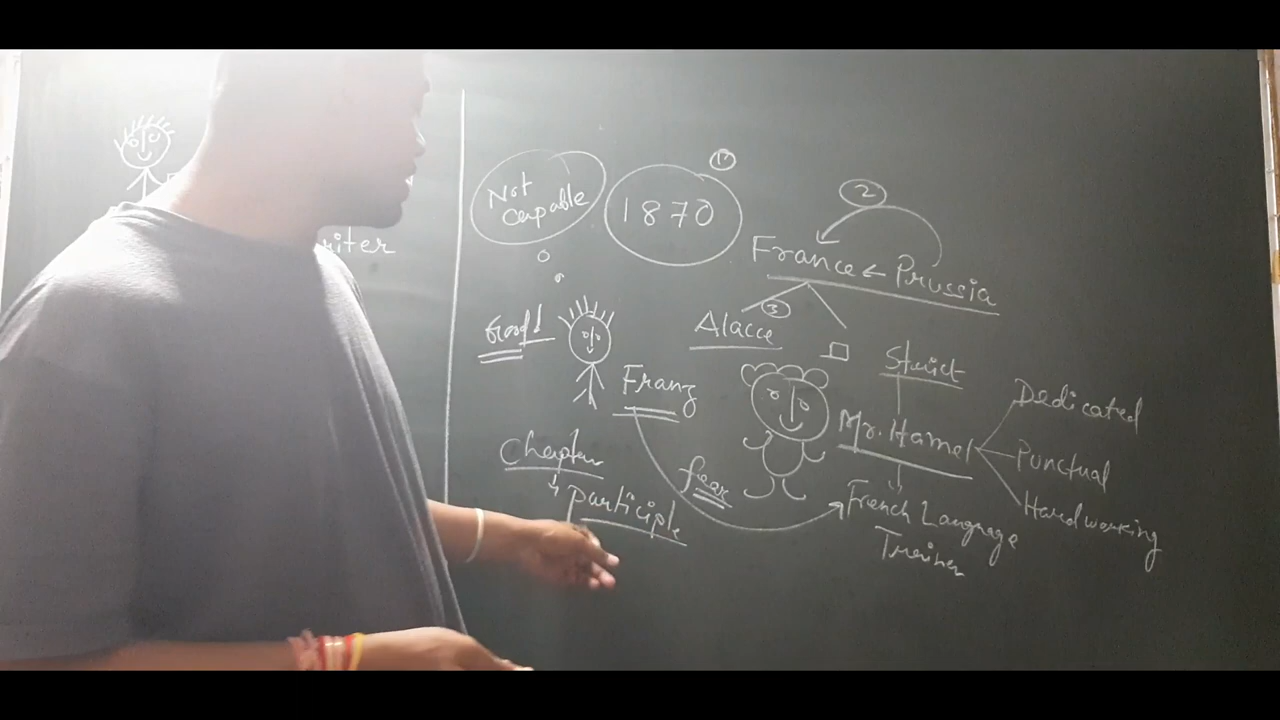 riter
Not
Capable
1870
1
2
France ← Prussia
3
Alacce
Strict
Franz
Mr. Hamel
Dedicated
Punctual
Hardworking
Chapter
Participle
fear
French Language
Trainer